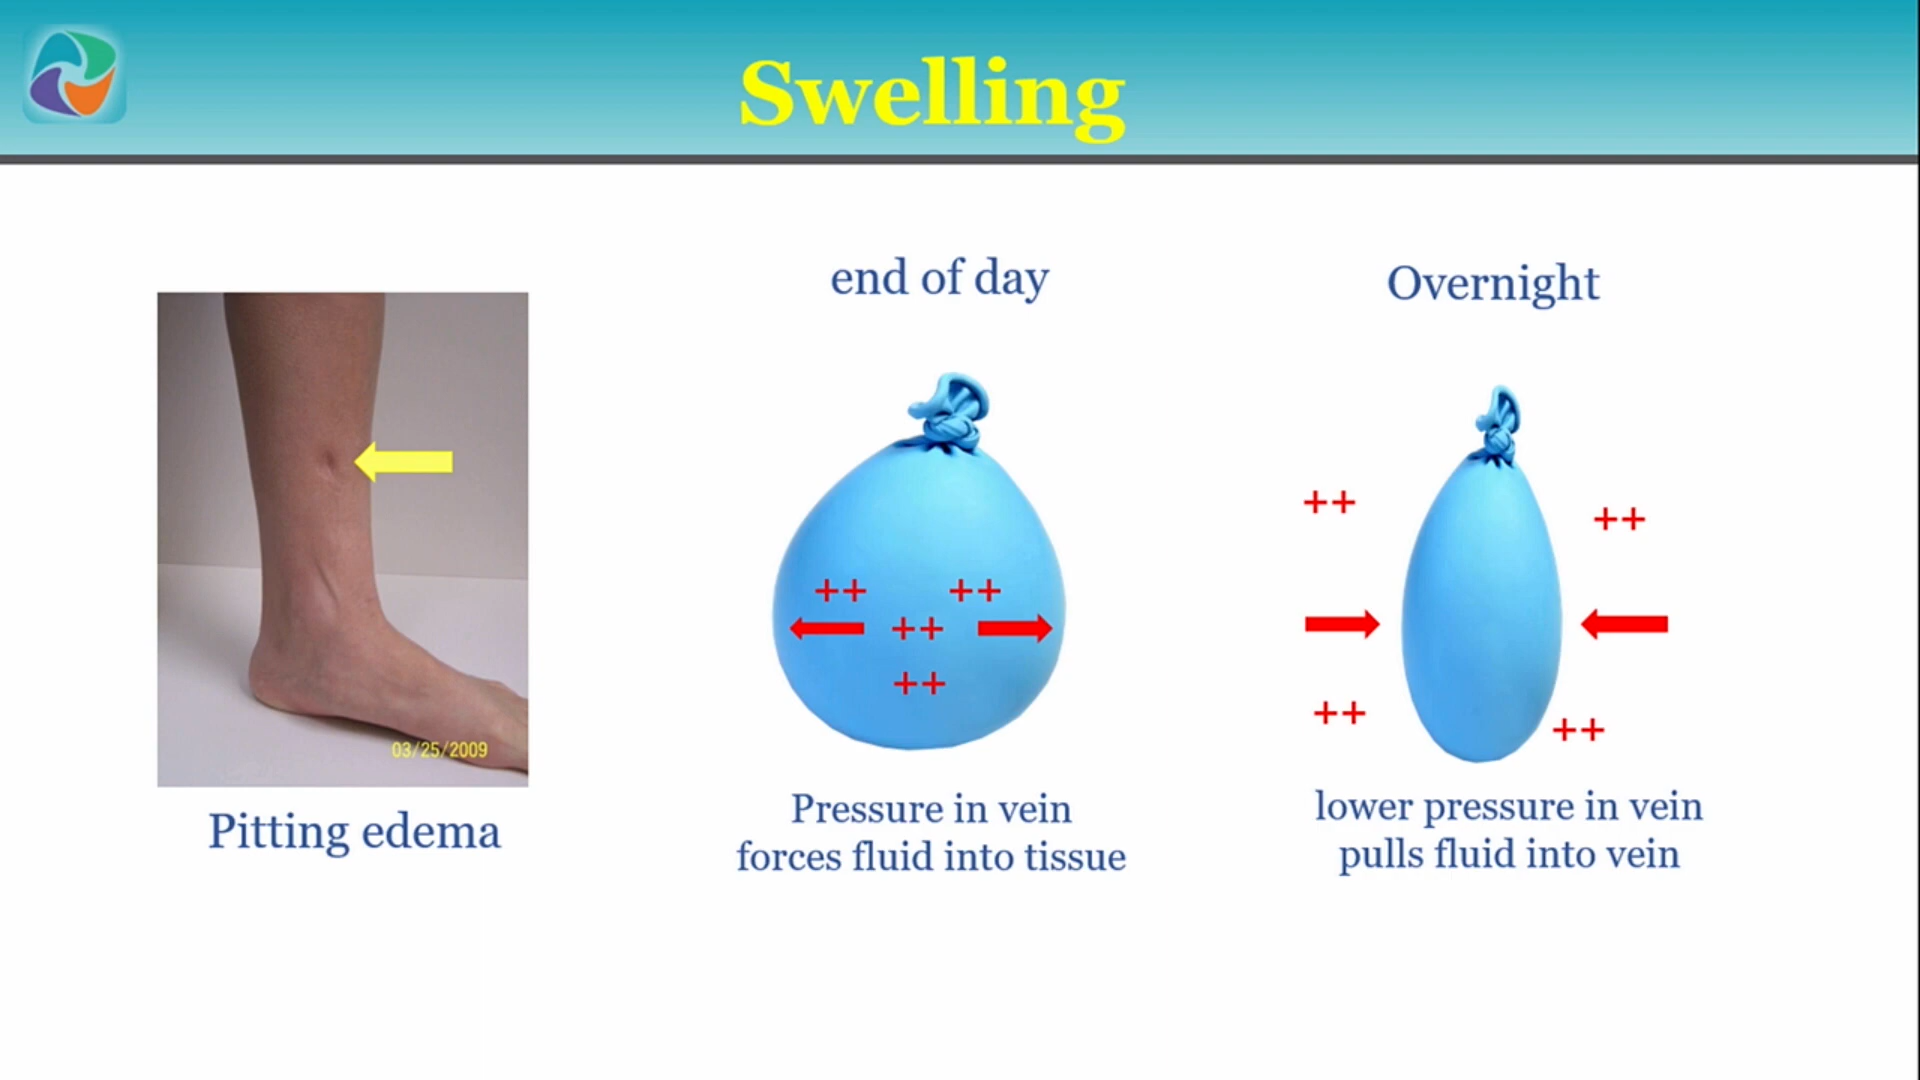 Swelling
end of day
Overnight
++
++
++
++
++
++
++
++
03/25/2009
Pitting edema
Pressure in vein
forces fluid into tissue
lower pressure in vein
pulls fluid into vein